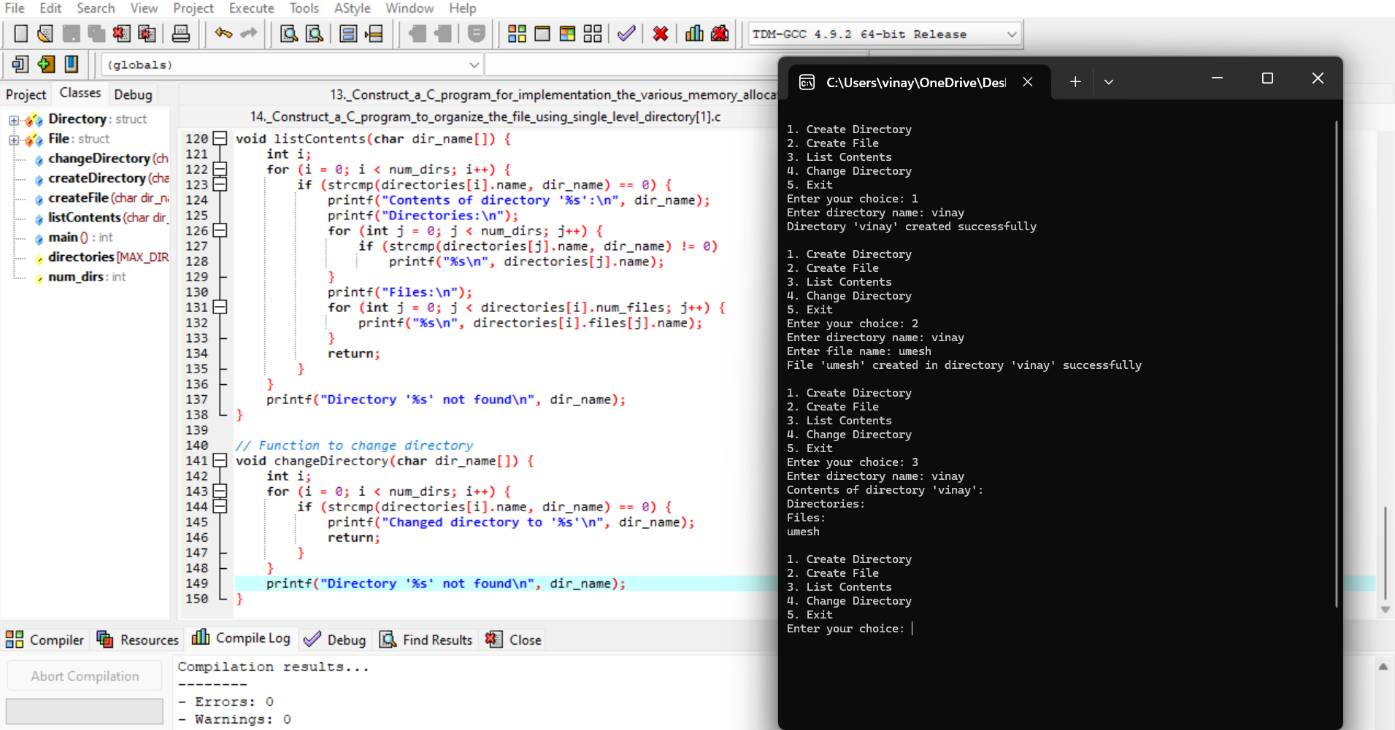 File Edit Search View Project Execute Tools AStyle Window Help
TDM-GCC 4.9.2 64-bit Release
(globals)
Project Classes Debug
Directory : struct
File : struct
changeDirectory (ch
createDirectory (cha
createFile (char dir_n
listContents (char dir_
main () : int
directories [MAX_DIR
num_dirs : int
13._Construct_a_C_program_for_implementation_the_various_memory_alloca
14._Construct_a_C_program_to_organize_the_file_using_single_level_directory[1].c
120 void listContents(char dir_name[]) {
121 int i;
122 for (i = 0; i < num_dirs; i++) {
123 if (strcmp(directories[i].name, dir_name) == 0) {
124 printf("Contents of directory '%s':\n", dir_name);
125 printf("Directories:\n");
126 for (int j = 0; j < num_dirs; j++) {
127 if (strcmp(directories[j].name, dir_name) != 0)
128 printf("%s\n", directories[j].name);
129 }
130 printf("Files:\n");
131 for (int j = 0; j < directories[i].num_files; j++) {
132 printf("%s\n", directories[i].files[j].name);
133 }
134 return;
135 }
136 }
137 printf("Directory '%s' not found\n", dir_name);
138 }
139
140 // Function to change directory
141 void changeDirectory(char dir_name[]) {
142 int i;
143 for (i = 0; i < num_dirs; i++) {
144 if (strcmp(directories[i].name, dir_name) == 0) {
145 printf("Changed directory to '%s'\n", dir_name);
146 return;
147 }
148 }
149 printf("Directory '%s' not found\n", dir_name);
150 }
C:\Users\vinay\OneDrive\Des
1. Create Directory
2. Create File
3. List Contents
4. Change Directory
5. Exit
Enter your choice: 1
Enter directory name: vinay
Directory 'vinay' created successfully
1. Create Directory
2. Create File
3. List Contents
4. Change Directory
5. Exit
Enter your choice: 2
Enter directory name: vinay
Enter file name: umesh
File 'umesh' created in directory 'vinay' successfully
1. Create Directory
2. Create File
3. List Contents
4. Change Directory
5. Exit
Enter your choice: 3
Enter directory name: vinay
Contents of directory 'vinay':
Directories:
Files:
umesh
1. Create Directory
2. Create File
3. List Contents
4. Change Directory
5. Exit
Enter your choice:
Compiler Resources Compile Log Debug Find Results Close
Abort Compilation
Compilation results...
--------
- Errors: 0
- Warnings: 0